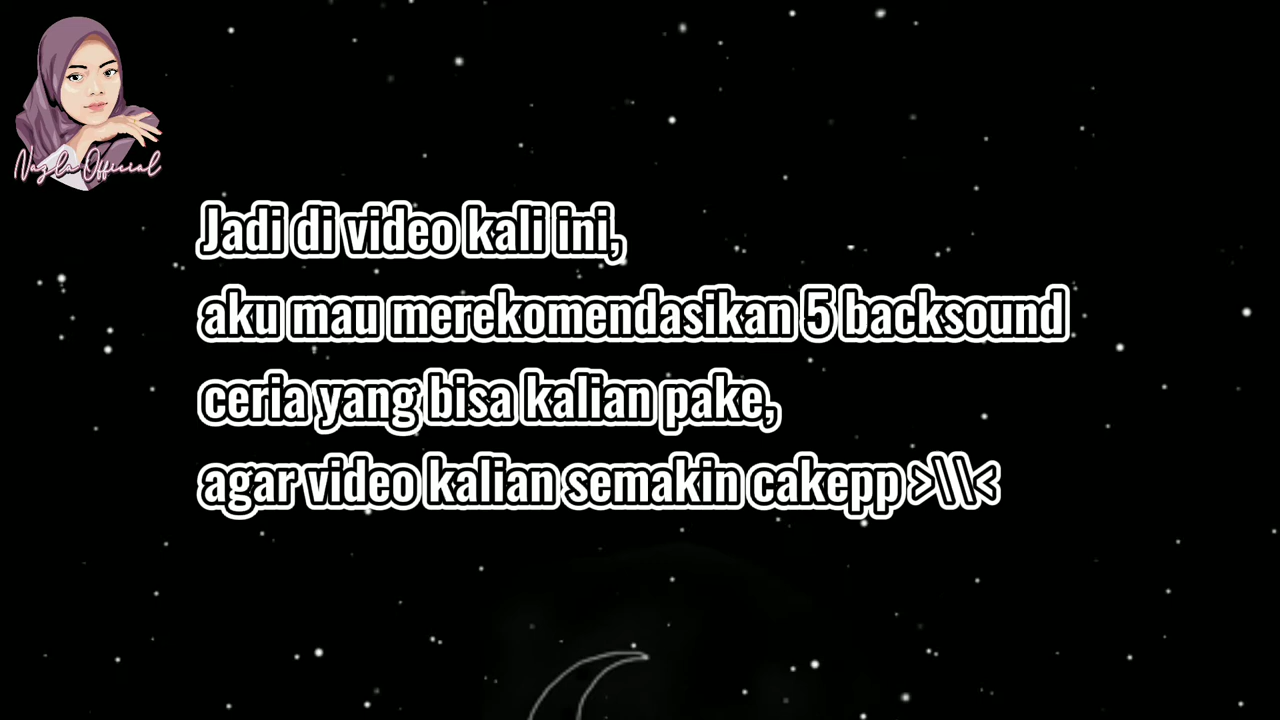 Nazla Official
Jadi di video kali ini,
aku mau merekomendasikan 5 backsound
ceria yang bisa kalian pake,
agar video kalian semakin cakepp >\\<